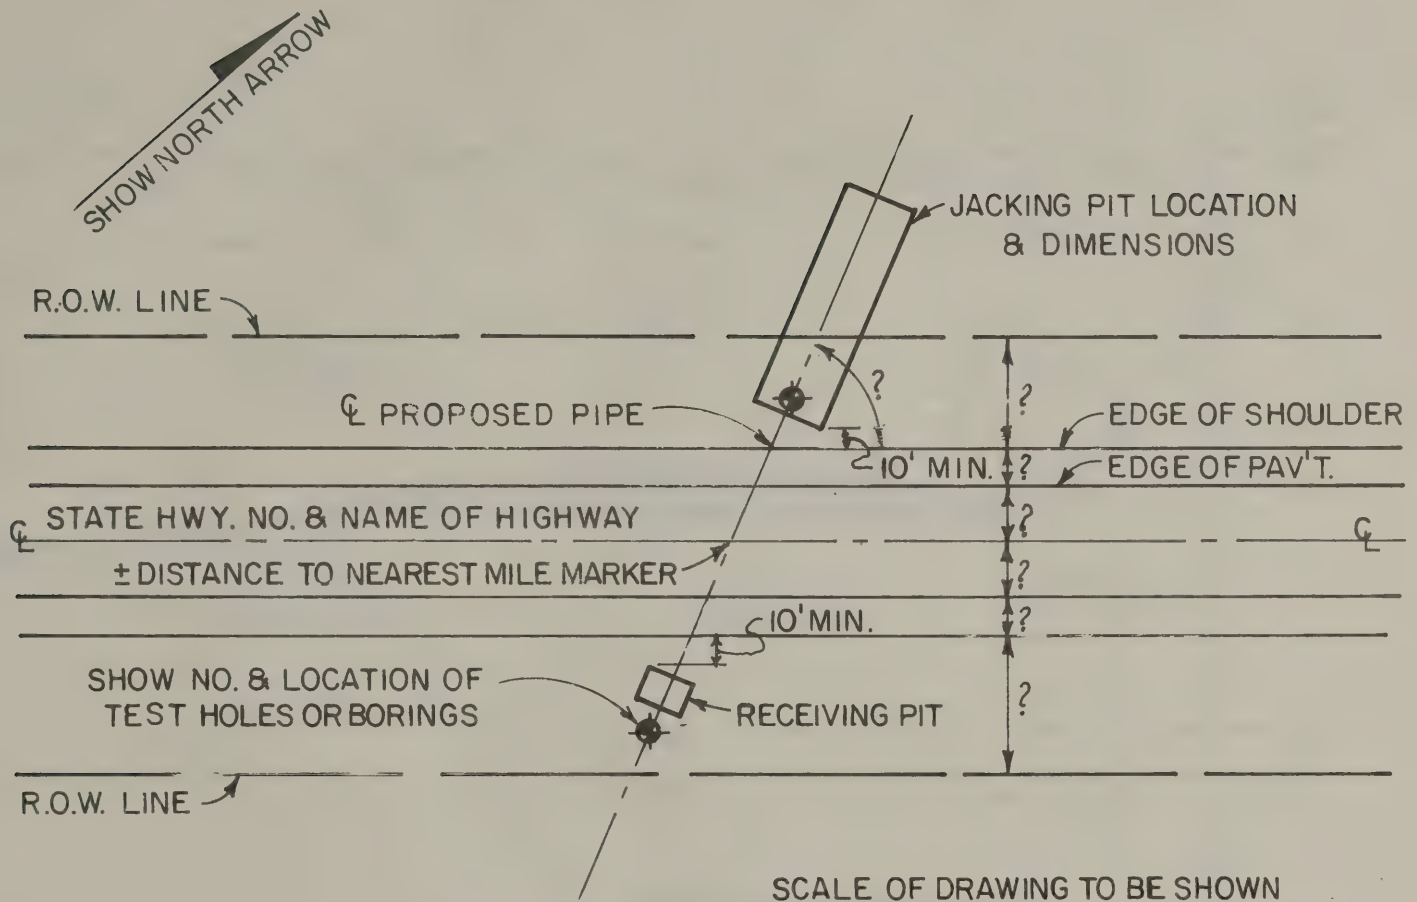 SHOW NORTH ARROW
JACKING PIT LOCATION
& DIMENSIONS
R.O.W. LINE
?
?
℄ PROPOSED PIPE
EDGE OF SHOULDER
10' MIN.
?
EDGE OF PAV'T.
STATE HWY. NO. & NAME OF HIGHWAY
?
℄
℄
± DISTANCE TO NEAREST MILE MARKER
?
10' MIN.
?
SHOW NO. & LOCATION OF
TEST HOLES OR BORINGS
RECEIVING PIT
?
R.O.W. LINE
SCALE OF DRAWING TO BE SHOWN